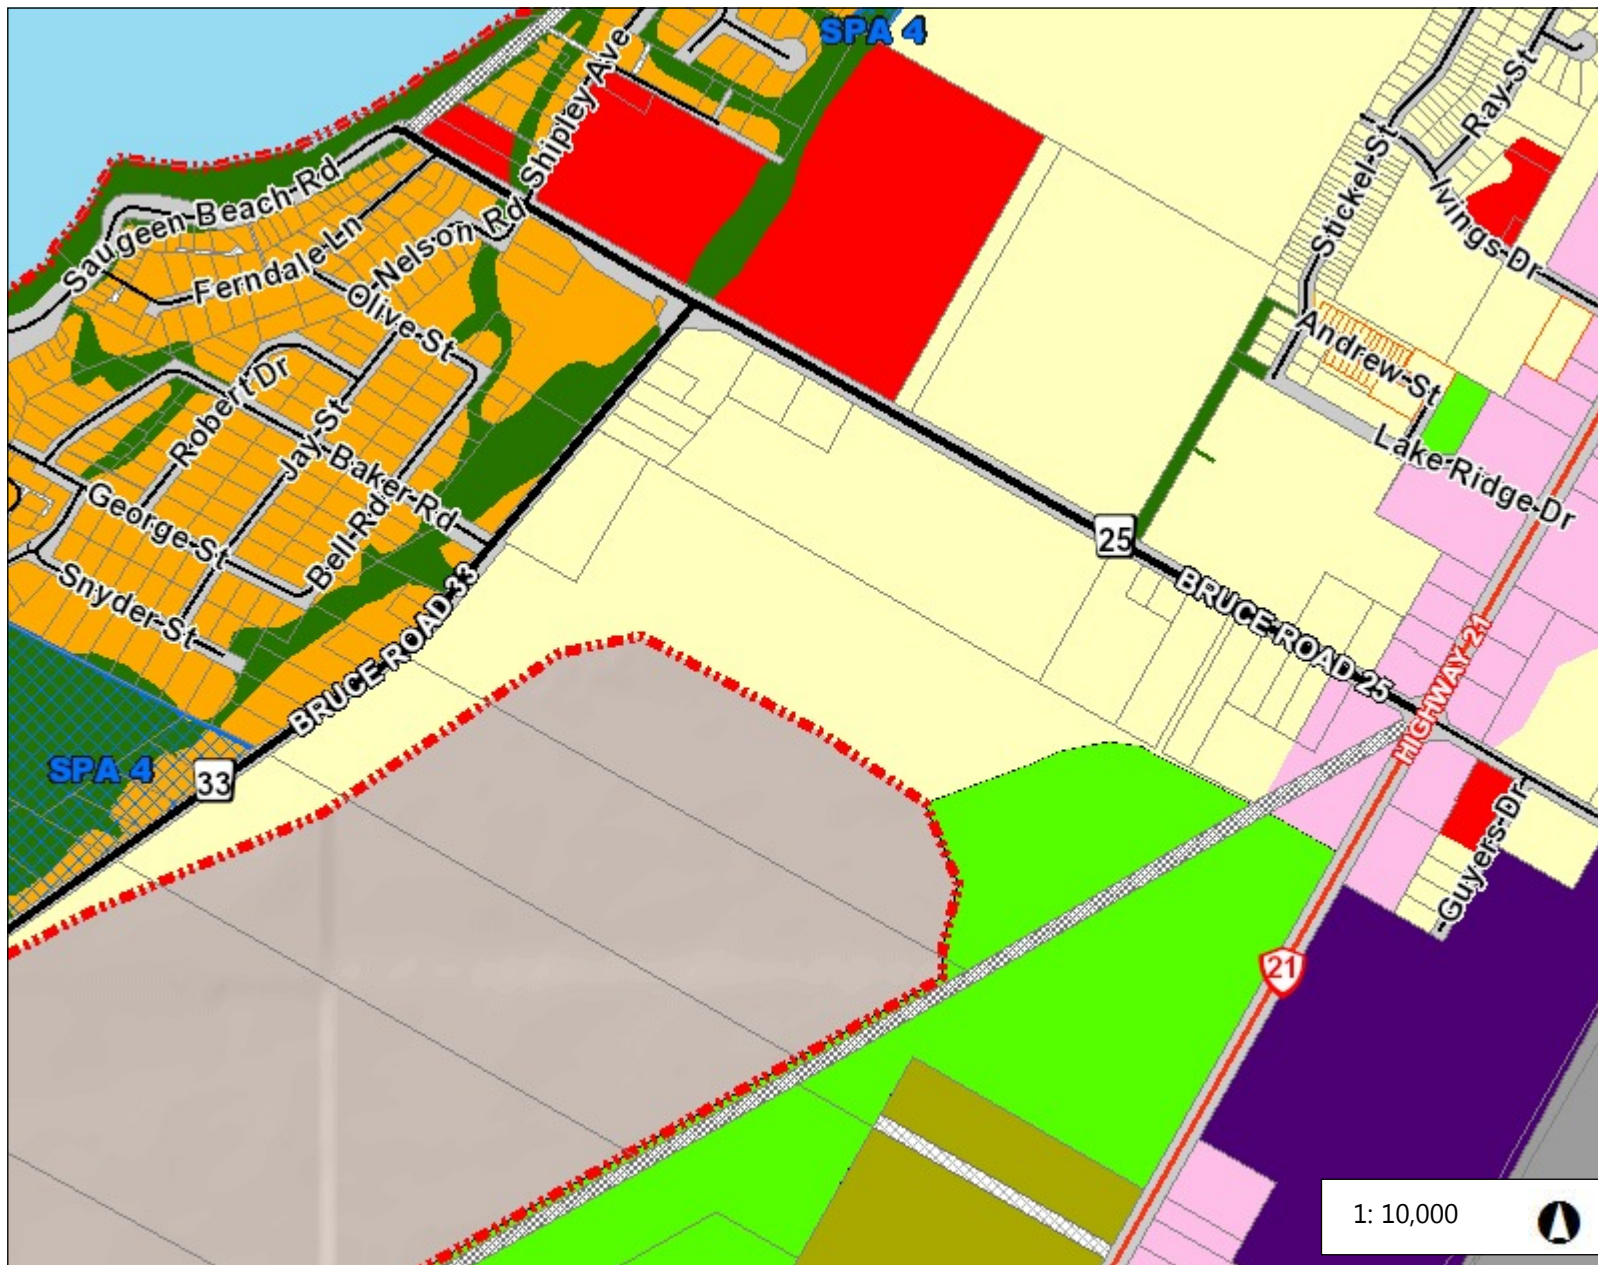 SPA 4
Shipley Ave
Ray St
Saugeen Beach Rd
Stickel St
Ivings Dr
Nelson Rd
Ferndale Ln
Olive St
Andrew St
Robert Dr
Jay St
Lake Ridge Dr
Baker Rd
George St
Bell Rd
25
Snyder St
BRUCE ROAD 33
BRUCE ROAD 25
HIGHWAY 21
SPA 4
33
Guyers Dr
21
1: 10,000